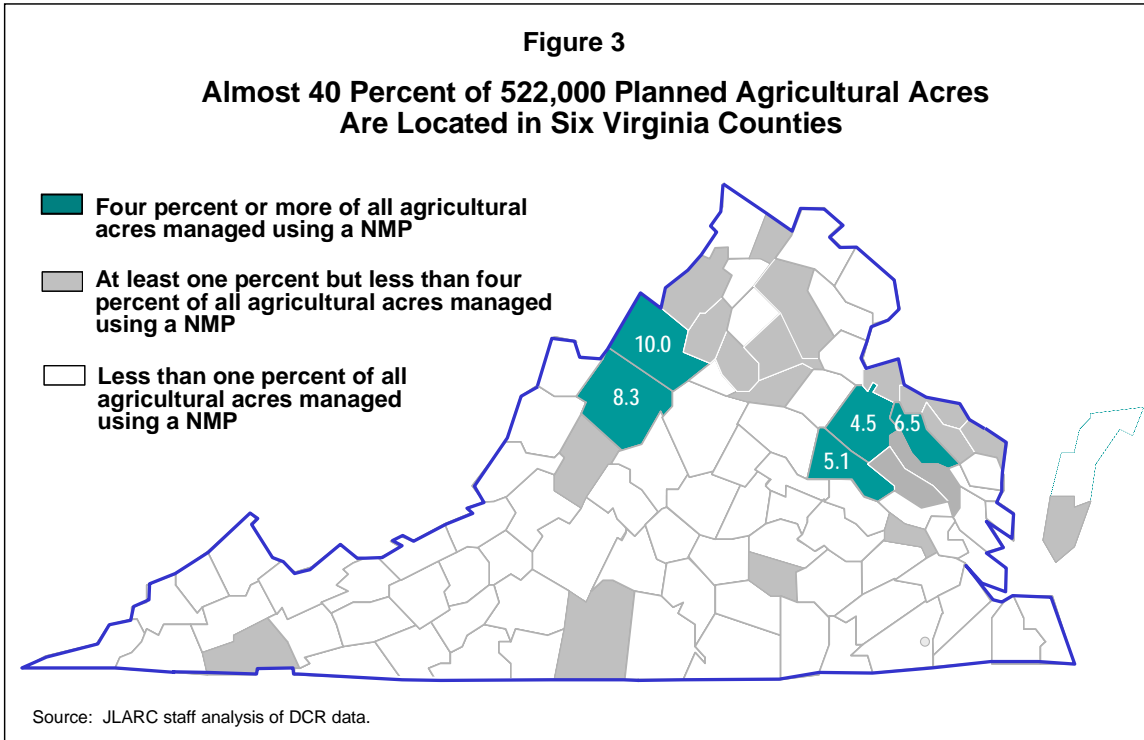 Figure 3
Almost 40 Percent of 522,000 Planned Agricultural Acres
Are Located in Six Virginia Counties
Four percent or more of all agricultural
acres managed using a NMP
At least one percent but less than four
percent of all agricultural acres managed
using a NMP
Less than one percent of all
agricultural acres managed
using a NMP
10.0
8.3
4.5
6.5
5.1
Source: JLARC staff analysis of DCR data.